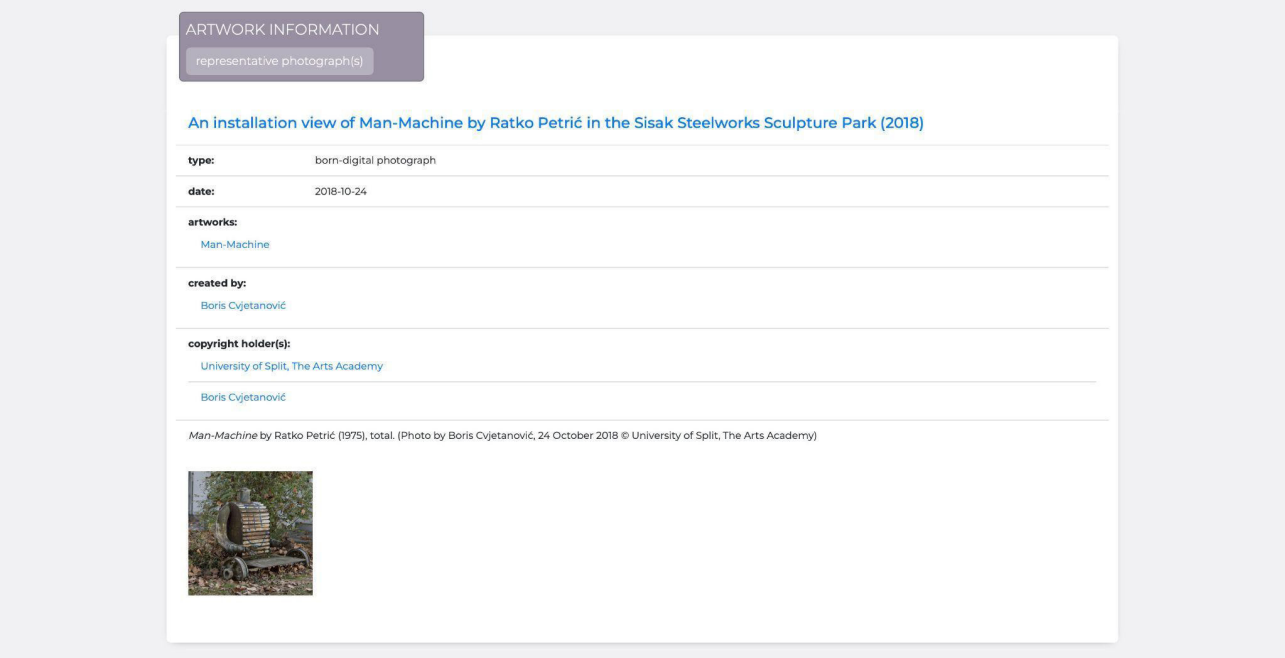 ARTWORK INFORMATION
representative photograph(s)
An installation view of Man-Machine by Ratko Petrić in the Sisak Steelworks Sculpture Park (2018)
type: born-digital photograph
date: 2018-10-24
artworks:
Man-Machine
created by:
Boris Cvjetanović
copyright holder(s):
University of Split, The Arts Academy
Boris Cvjetanović
Man-Machine by Ratko Petrić (1975), total. (Photo by Boris Cvjetanović, 24 October 2018 © University of Split, The Arts Academy)